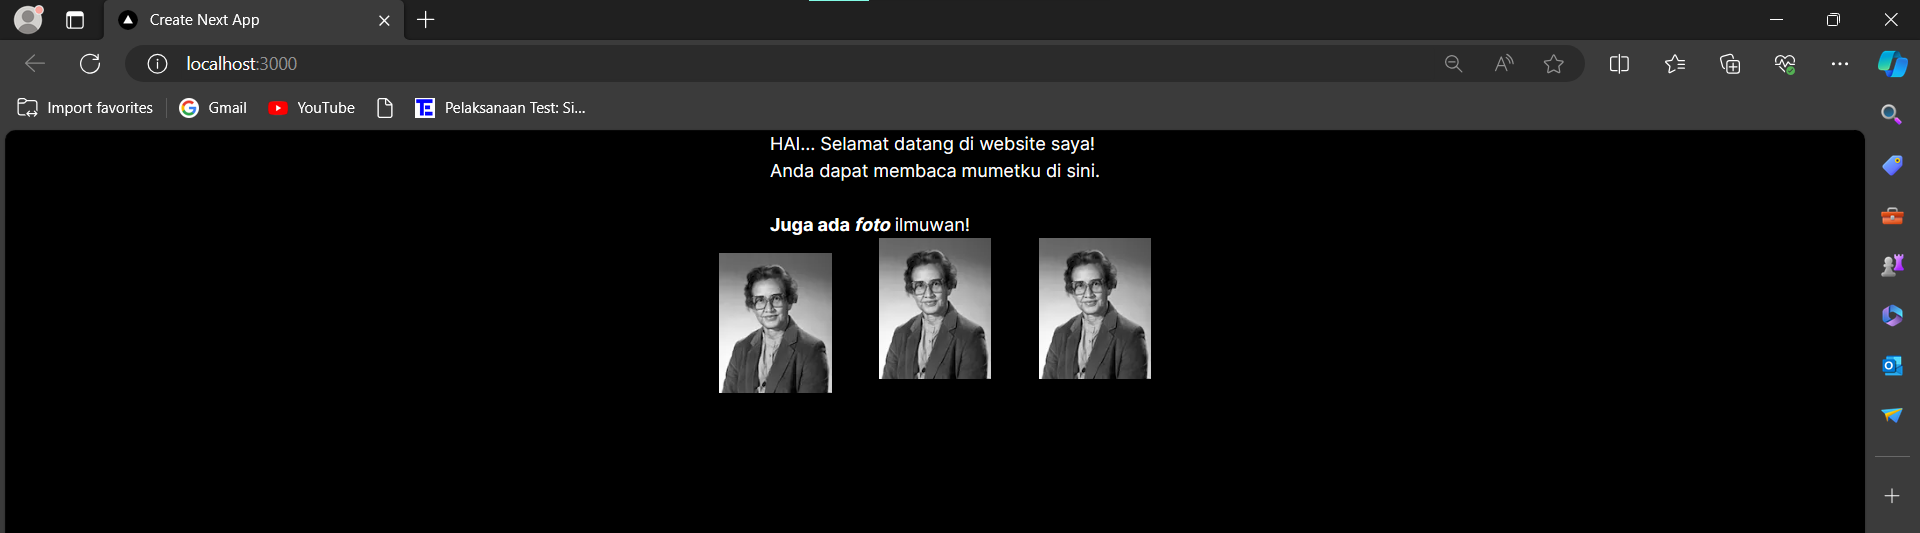 Create Next App
localhost:3000
Import favorites
Gmail
YouTube
Pelaksanaan Test: Si...
HAI... Selamat datang di website saya!
Anda dapat membaca mumetku di sini.
Juga ada foto ilmuwan!